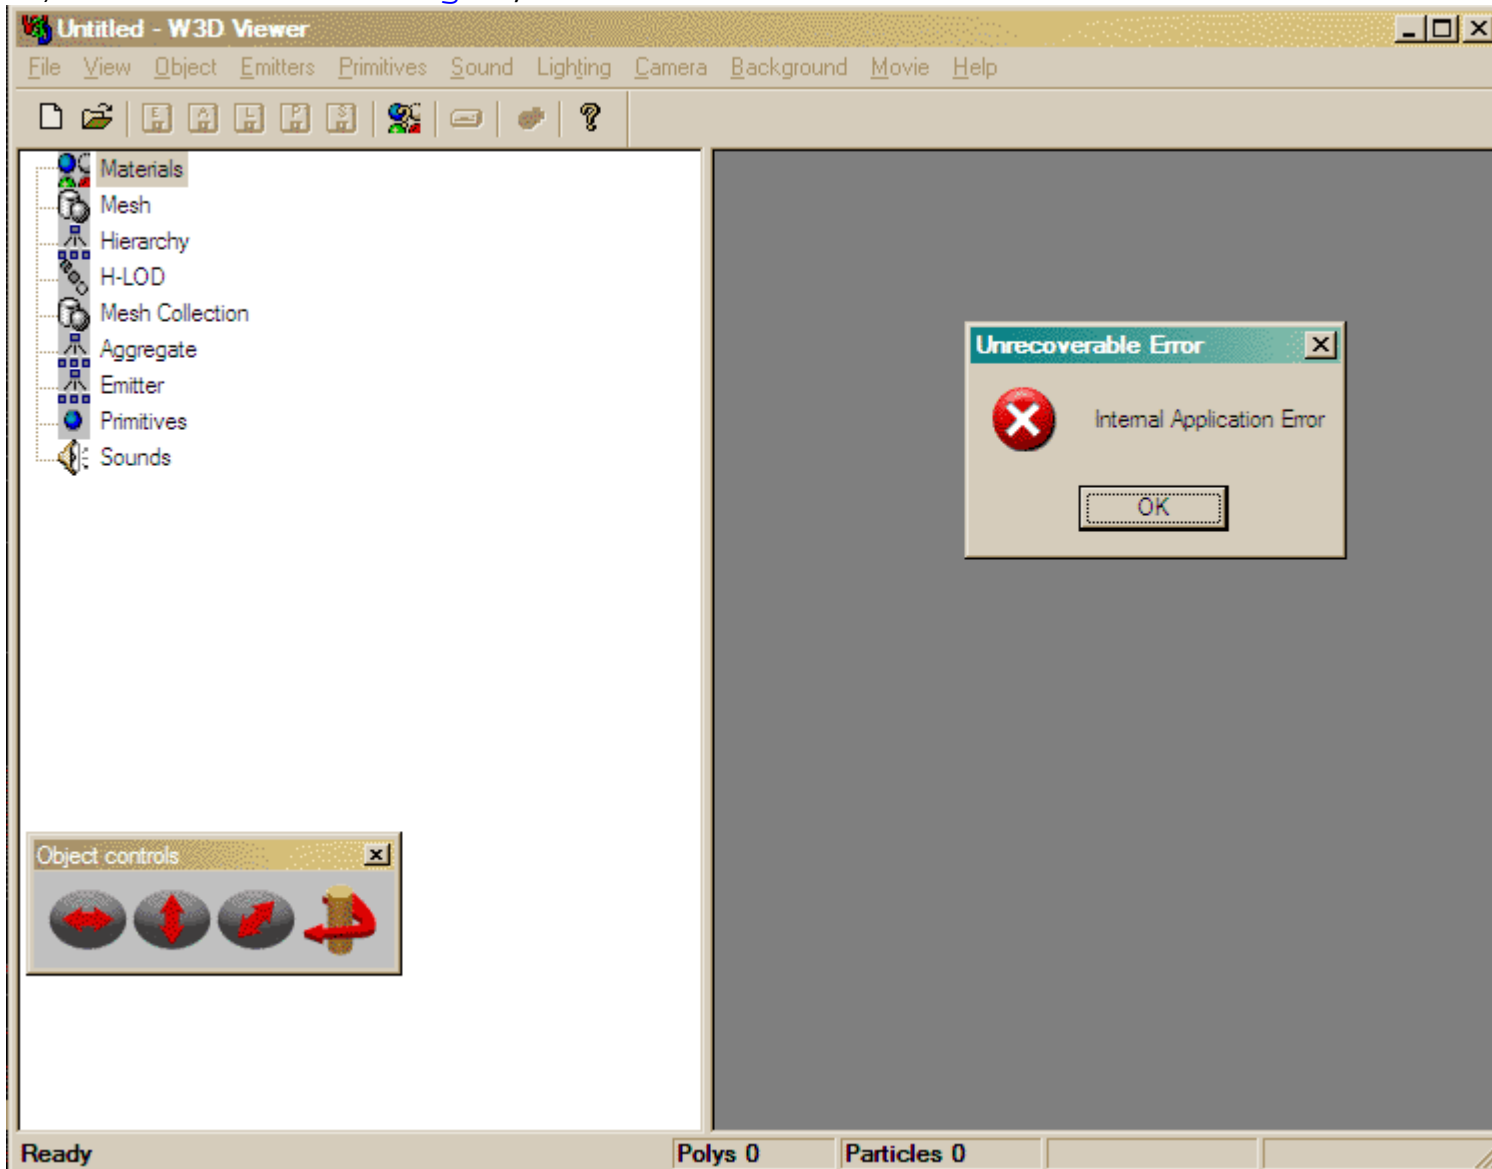 Untitled - W3D Viewer
File View Object Emitters Primitives Sound Lighting Camera Background Movie Help
Materials
Mesh
Hierarchy
H-LOD
Mesh Collection
Aggregate
Emitter
Primitives
Sounds
Unrecoverable Error
Internal Application Error
OK
Object controls
Ready Polys 0 Particles 0